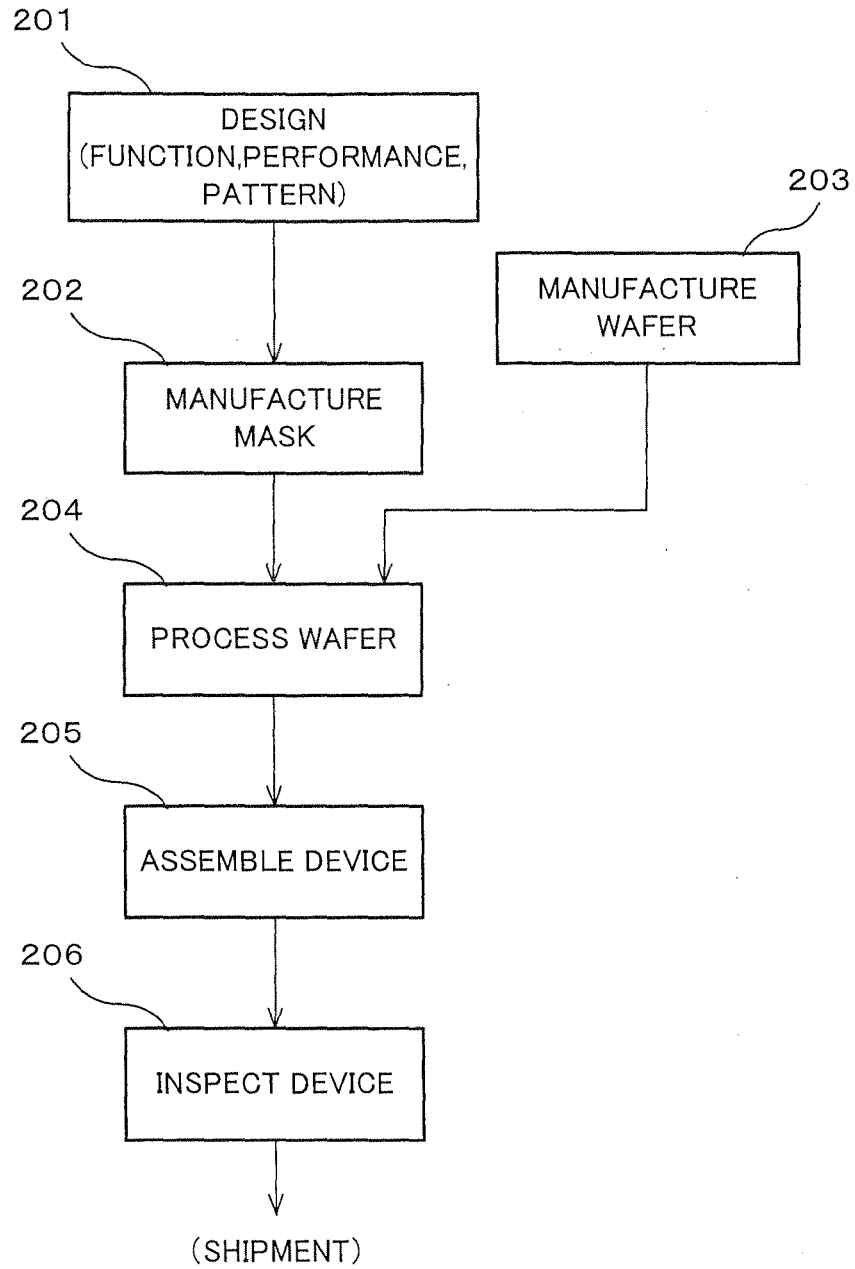 201
DESIGN
(FUNCTION,PERFORMANCE,
PATTERN)
203
MANUFACTURE
WAFER
202
MANUFACTURE
MASK
204
PROCESS WAFER
205
ASSEMBLE DEVICE
206
INSPECT DEVICE
(SHIPMENT)